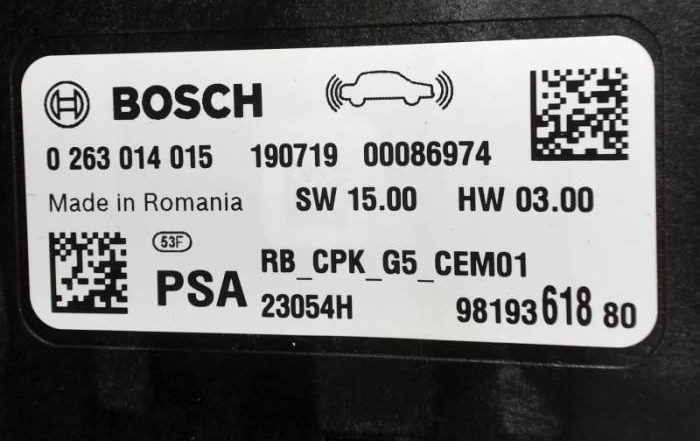 BOSCH
0 263 014 015 190719 00086974
Made in Romania SW 15.00 HW 03.00
53F
PSA RB_CPK_G5_CEM01
23054H 98193 618 80